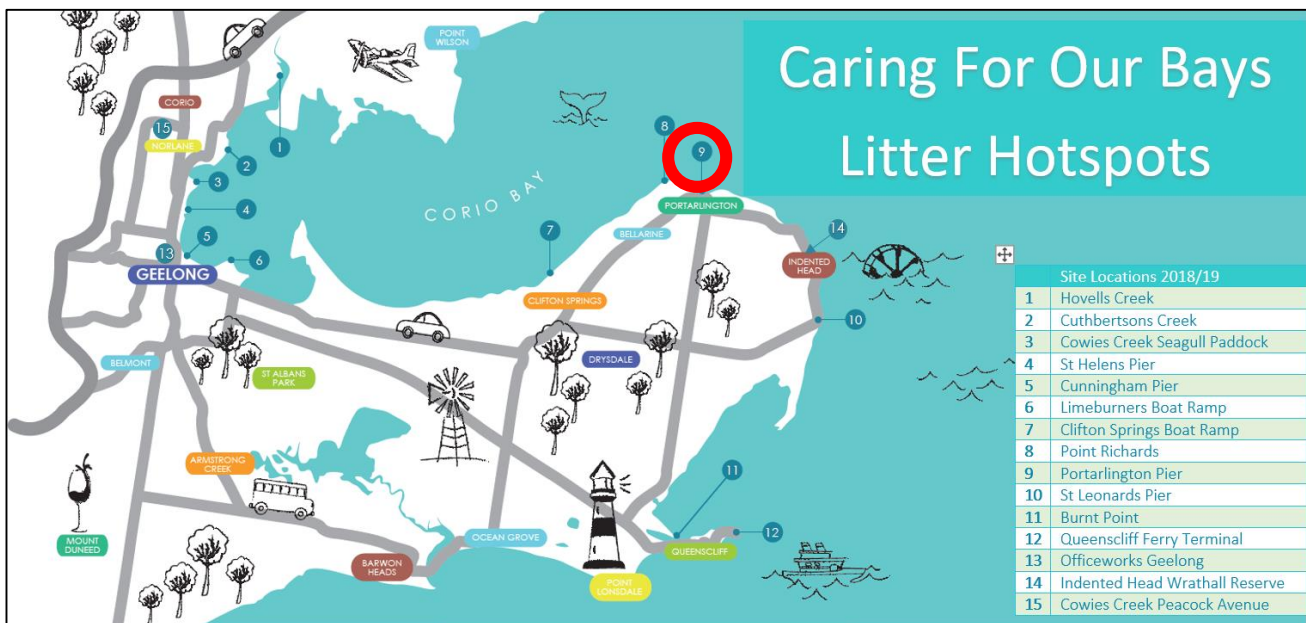 Caring For Our Bays
Litter Hotspots
POINT
WILSON
CORIO
15
NORLANE
1
2
3
4
5
13
6
GEELONG
CORIO BAY
8
9
PORTARLINGTON
7
BELLARINE
14
INDENTED
HEAD
CLIFTON SPRINGS
10
BELMONT
ST ALBANS
PARK
DRYSDALE
ARMSTRONG
CREEK
11
MOUNT
DUNEED
OCEAN GROVE
12
QUEENSCLIFF
BARWON
HEADS
POINT
LONSDALE
Site Locations 2018/19
1 Hovells Creek
2 Cuthbertsons Creek
3 Cowies Creek Seagull Paddock
4 St Helens Pier
5 Cunningham Pier
6 Limeburners Boat Ramp
7 Clifton Springs Boat Ramp
8 Point Richards
9 Portarlington Pier
10 St Leonards Pier
11 Burnt Point
12 Queenscliff Ferry Terminal
13 Officeworks Geelong
14 Indented Head Wrathall Reserve
15 Cowies Creek Peacock Avenue